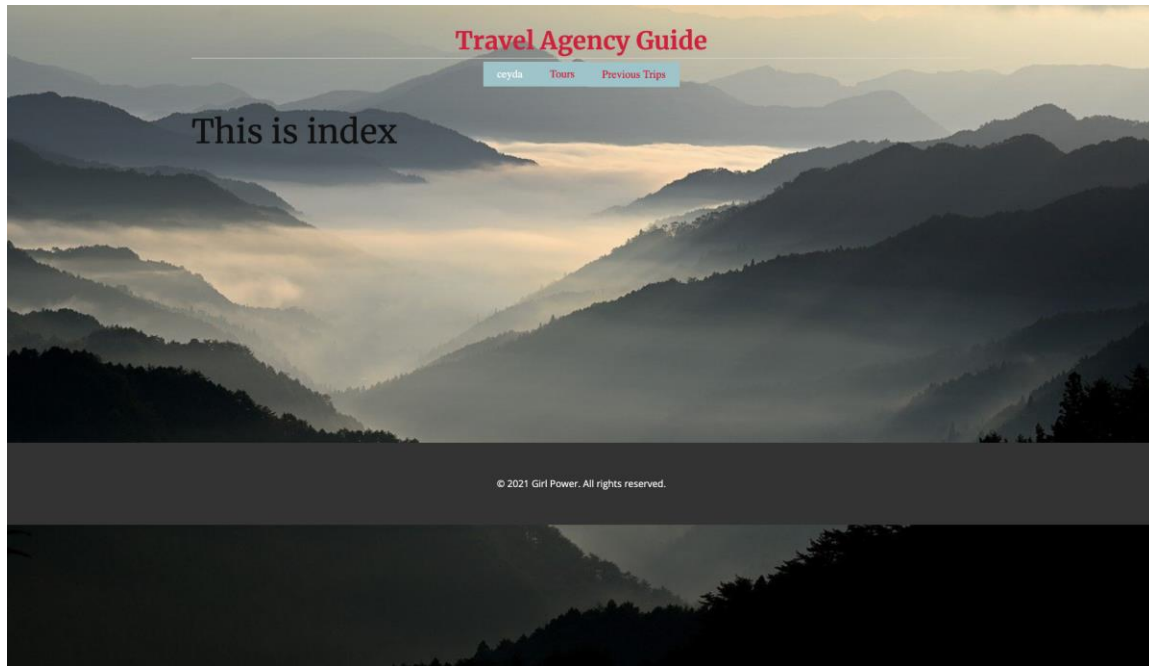 Travel Agency Guide
ceyda Tours Previous Trips
This is index
© 2021 Girl Power. All rights reserved.